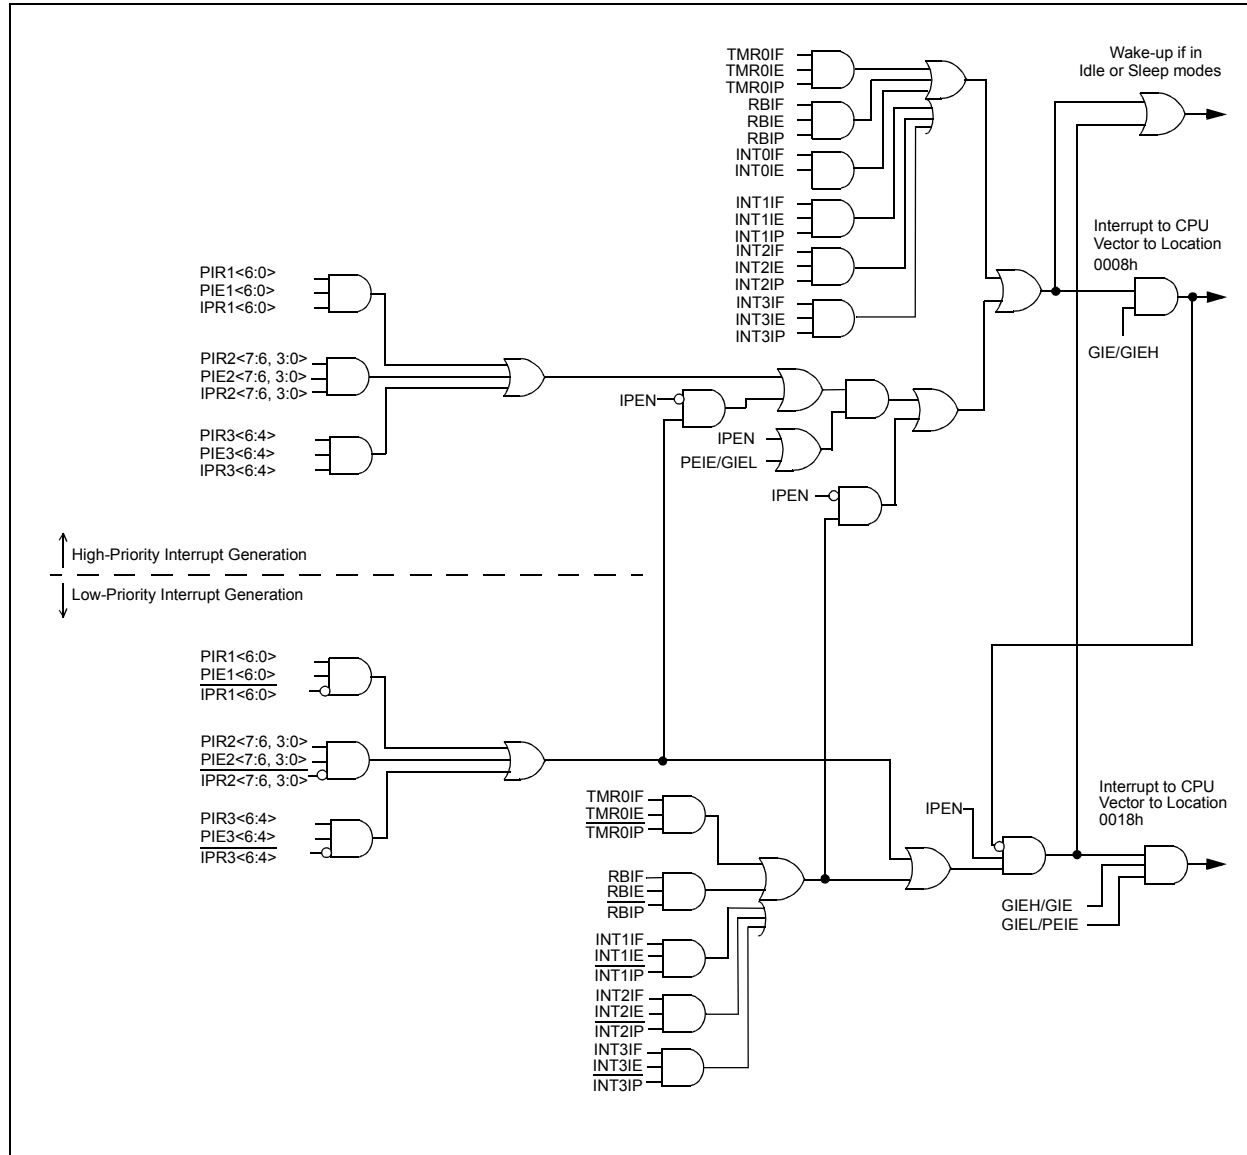 TMR0IF
TMR0IE
TMR0IP
RBIF
RBIE
RBIP
INT0IF
INT0IE
INT1IF
INT1IE
INT1IP
INT2IF
INT2IE
INT2IP
INT3IF
INT3IE
INT3IP
Wake-up if in
Idle or Sleep modes
Interrupt to CPU
Vector to Location
0008h
GIE/GIEH
PIR1<6:0>
PIE1<6:0>
IPR1<6:0>
PIR2<7:6, 3:0>
PIE2<7:6, 3:0>
IPR2<7:6, 3:0>
PIR3<6:4>
PIE3<6:4>
IPR3<6:4>
IPEN
IPEN
PEIE/GIEL
IPEN
High-Priority Interrupt Generation
Low-Priority Interrupt Generation
PIR1<6:0>
PIE1<6:0>
IPR1<6:0>
PIR2<7:6, 3:0>
PIE2<7:6, 3:0>
IPR2<7:6, 3:0>
PIR3<6:4>
PIE3<6:4>
IPR3<6:4>
TMR0IF
TMR0IE
TMR0IP
RBIF
RBIE
RBIP
INT1IF
INT1IE
INT1IP
INT2IF
INT2IE
INT2IP
INT3IF
INT3IE
INT3IP
IPEN
Interrupt to CPU
Vector to Location
0018h
GIEH/GIE
GIEL/PEIE